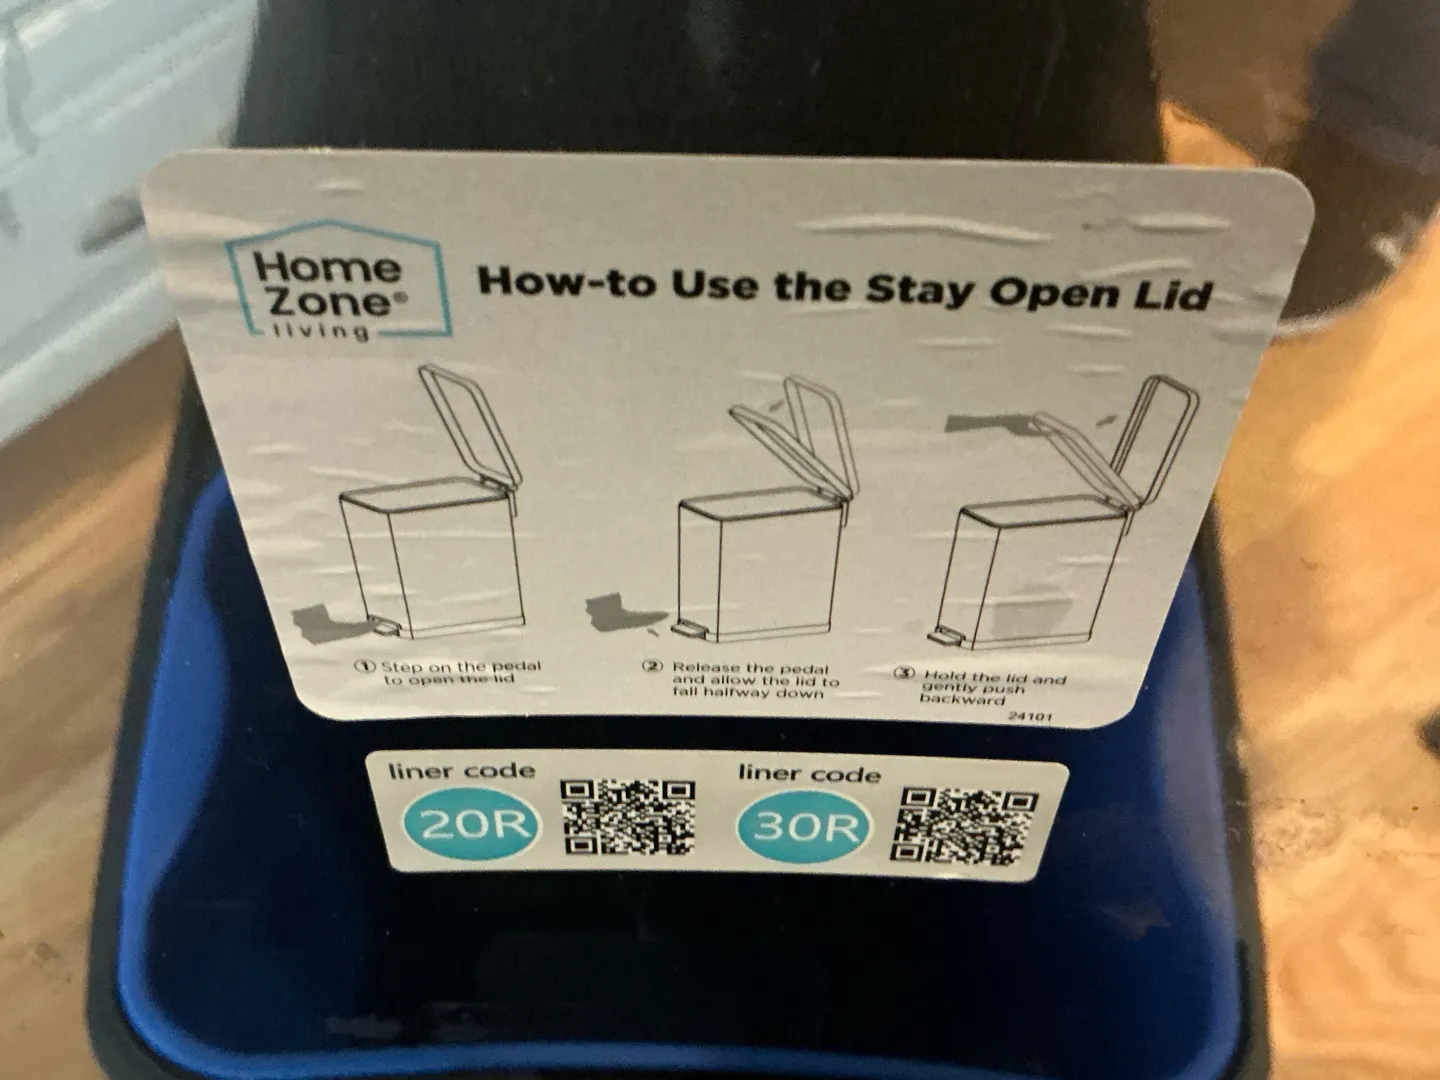 Home
Zone®
living
How-to Use the Stay Open Lid
① Step on the pedal
to open the lid
② Release the pedal
and allow the lid to
fall halfway down
③ Hold the lid and
gently push
backward
24101
liner code
20R
liner code
30R